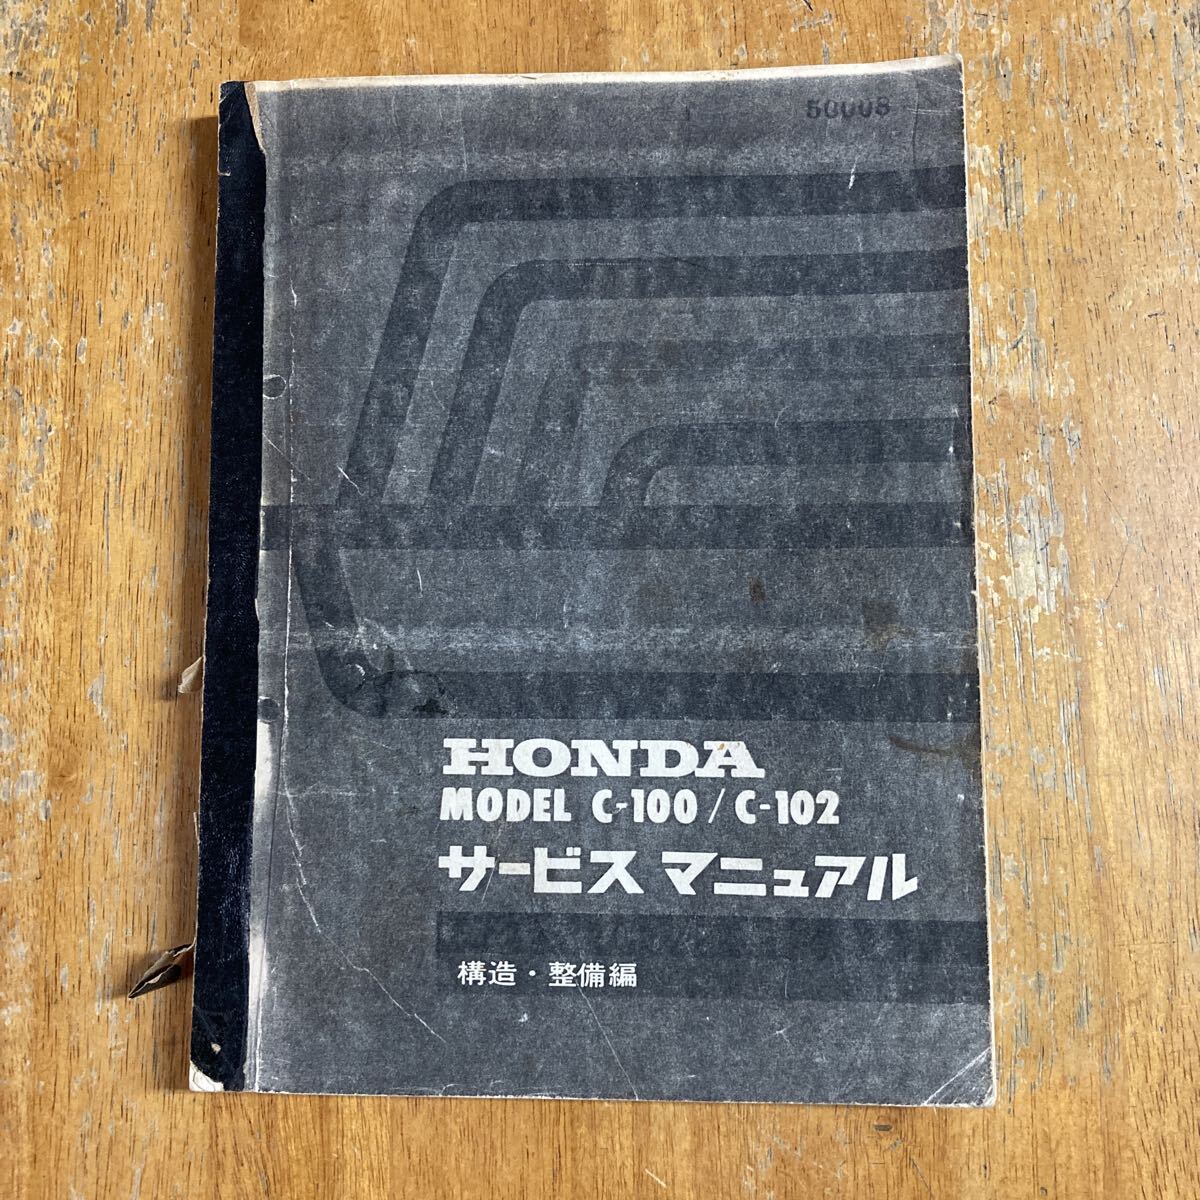 50008
HONDA
MODEL C-100 / C-102
サービス マニュアル
構造・整備編